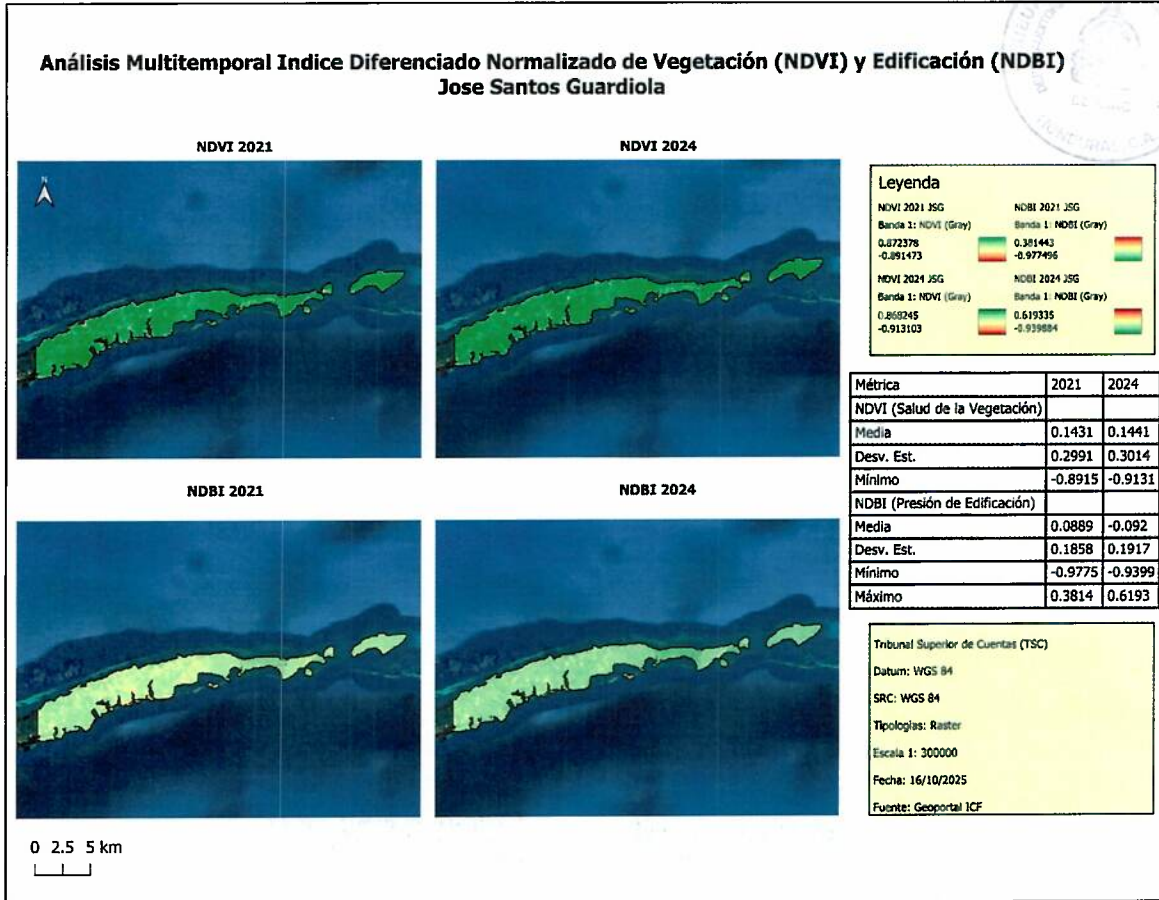 Análisis Multitemporal Indice Diferenciado Normalizado de Vegetación (NDVI) y Edificación (NDBI)
Jose Santos Guardiola
NDVI 2021
NDVI 2024
N
Leyenda
NDVI 2021 JSG
Banda 1: NDVI (Gray)
0.872378
-0.891473
NDBI 2021 JSG
Banda 1: NDBI (Gray)
0.381443
-0.977496
NDVI 2024 JSG
Banda 1: NDVI (Gray)
0.868245
-0.913103
NDBI 2024 JSG
Banda 1: NDBI (Gray)
0.619335
-0.939884
Métrica 2021 2024
NDVI (Salud de la Vegetación)
Media 0.1431 0.1441
Desv. Est. 0.2991 0.3014
Mínimo -0.8915 -0.9131
NDBI (Presión de Edificación)
Media 0.0889 -0.092
Desv. Est. 0.1858 0.1917
Mínimo -0.9775 -0.9399
Máximo 0.3814 0.6193
NDBI 2021
NDBI 2024
Tribunal Superior de Cuentas (TSC)
Datum: WGS 84
SRC: WGS 84
Tipologias: Raster
Escala 1: 300000
Fecha: 16/10/2025
Fuente: Geoportal ICF
0 2.5 5 km
HONDURAS, C.A.